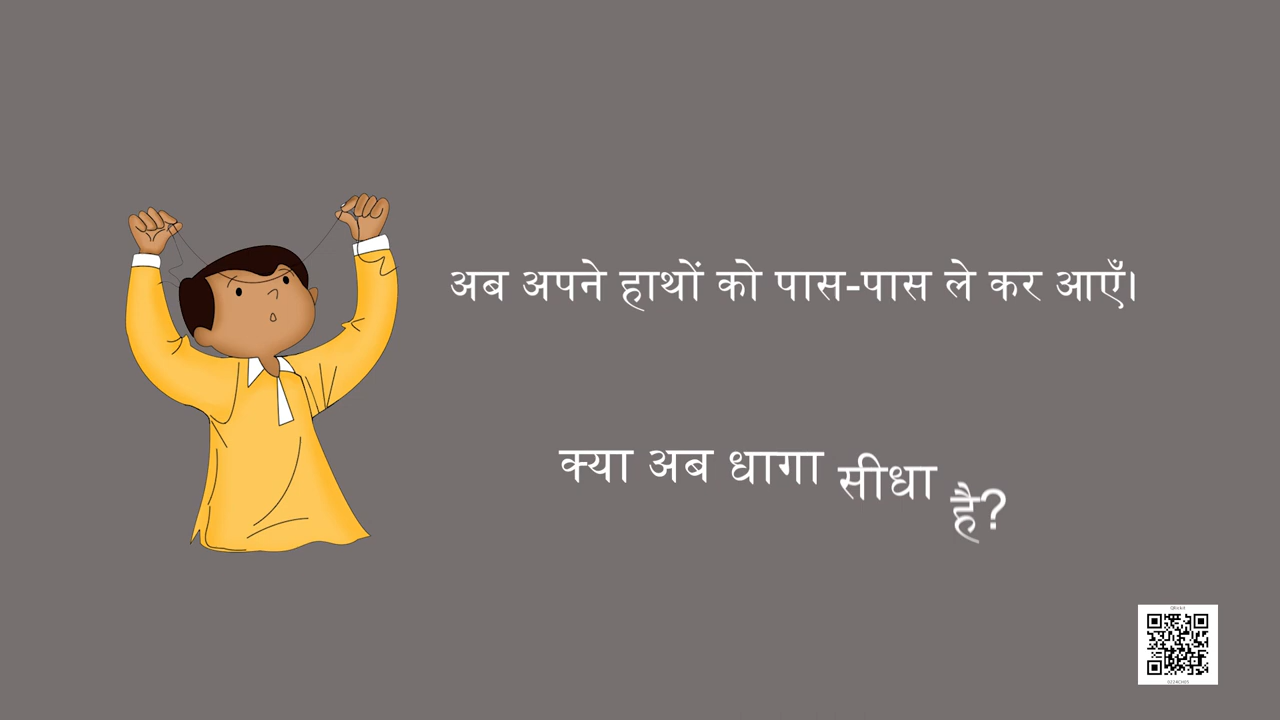 अब अपने हाथों को पास-पास ले कर आएँ।
क्या अब धागा सीधा है?